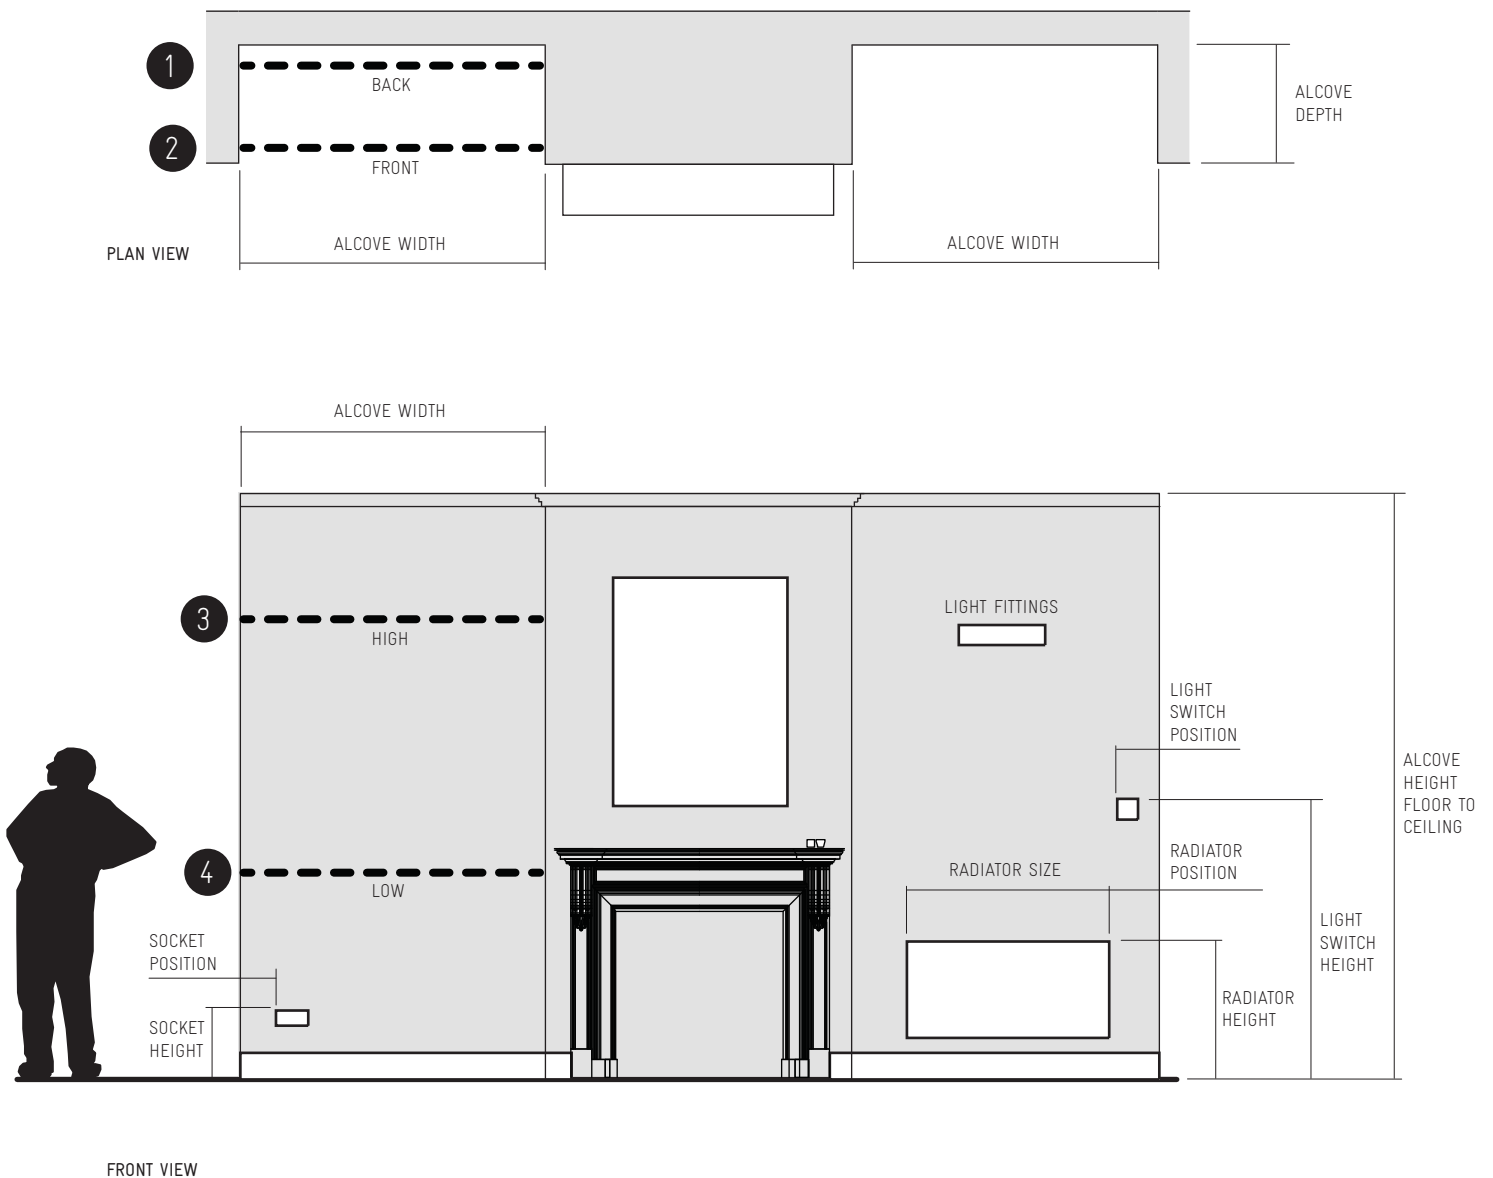 1
BACK
ALCOVE
DEPTH
2
FRONT
ALCOVE WIDTH
ALCOVE WIDTH
PLAN VIEW
ALCOVE WIDTH
3
HIGH
LIGHT FITTINGS
LIGHT
SWITCH
POSITION
ALCOVE
HEIGHT
FLOOR TO
CEILING
4
LOW
RADIATOR SIZE
RADIATOR
POSITION
LIGHT
SWITCH
HEIGHT
SOCKET
POSITION
RADIATOR
HEIGHT
SOCKET
HEIGHT
FRONT VIEW